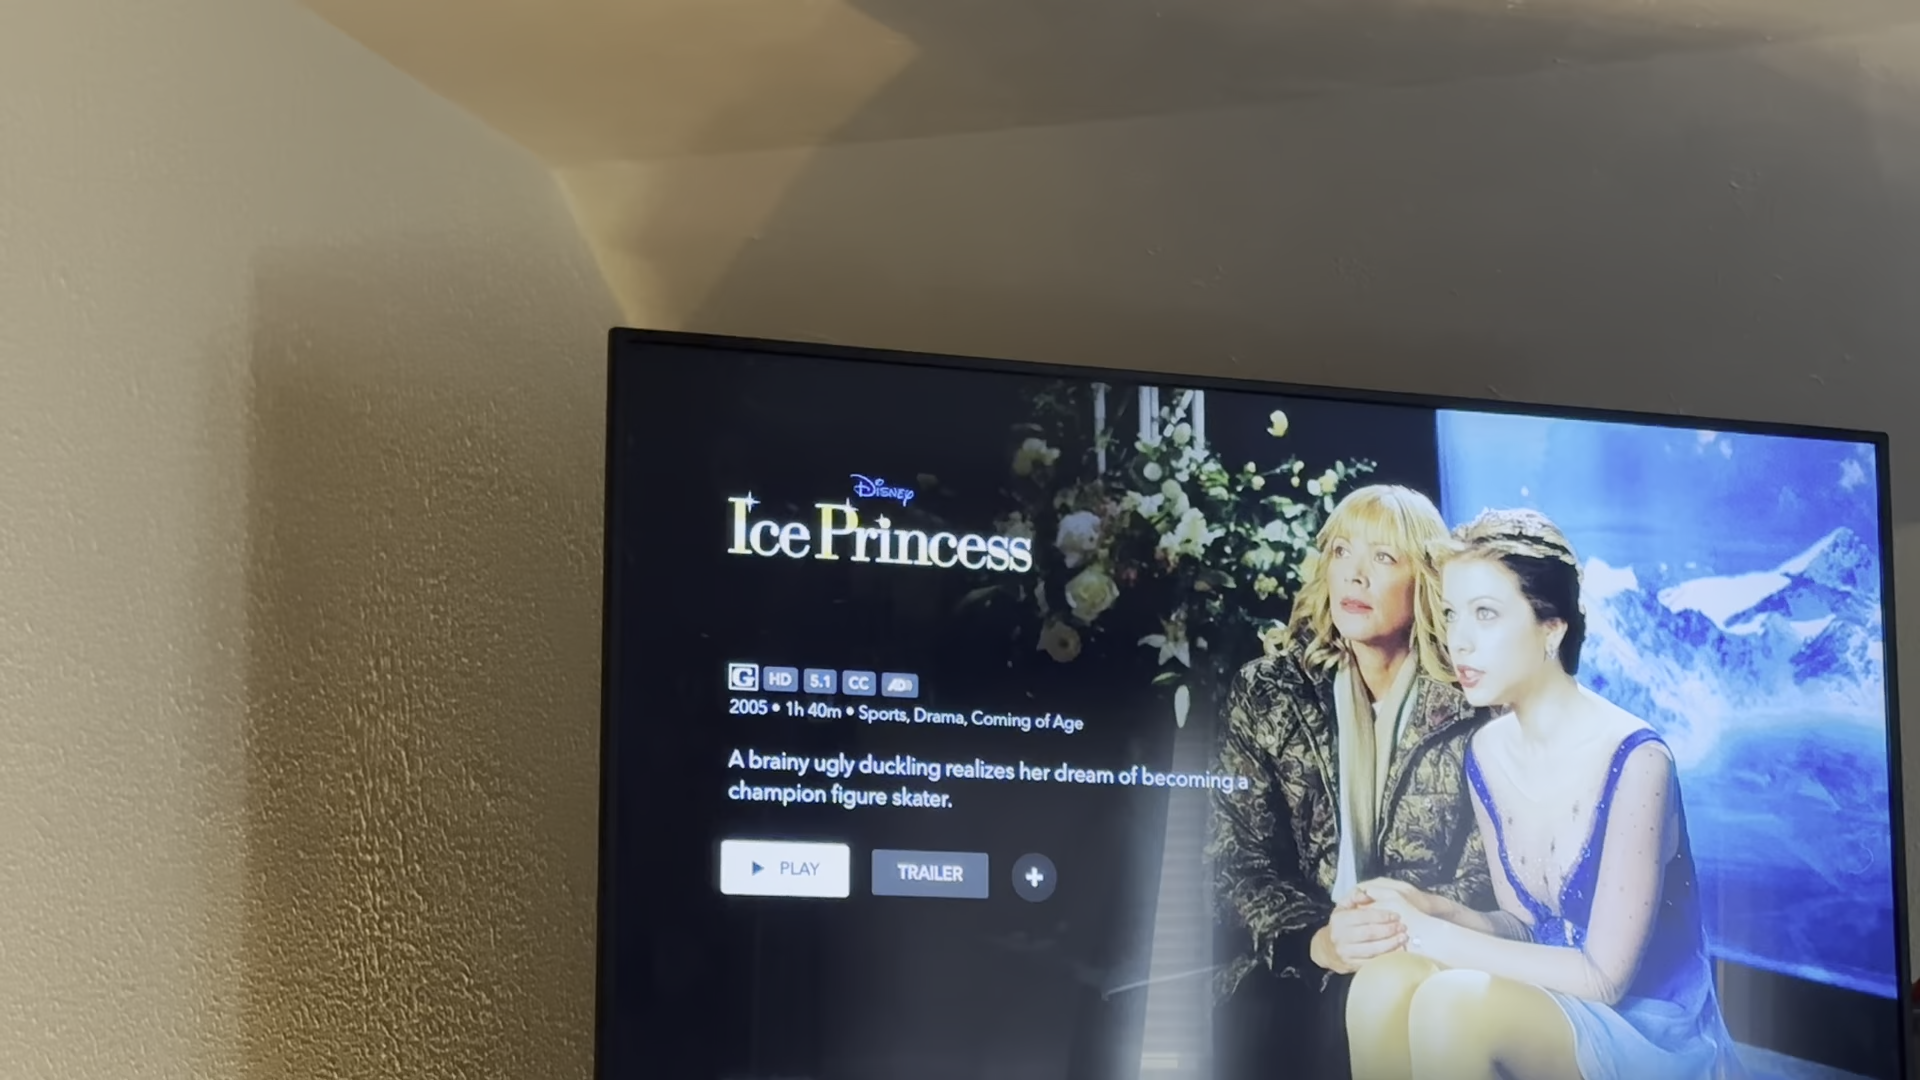 Disney
Ice Princess
G HD 5.1 CC AD
2005 • 1h 40m • Sports, Drama, Coming of Age
A brainy ugly duckling realizes her dream of becoming a
champion figure skater.
PLAY TRAILER +